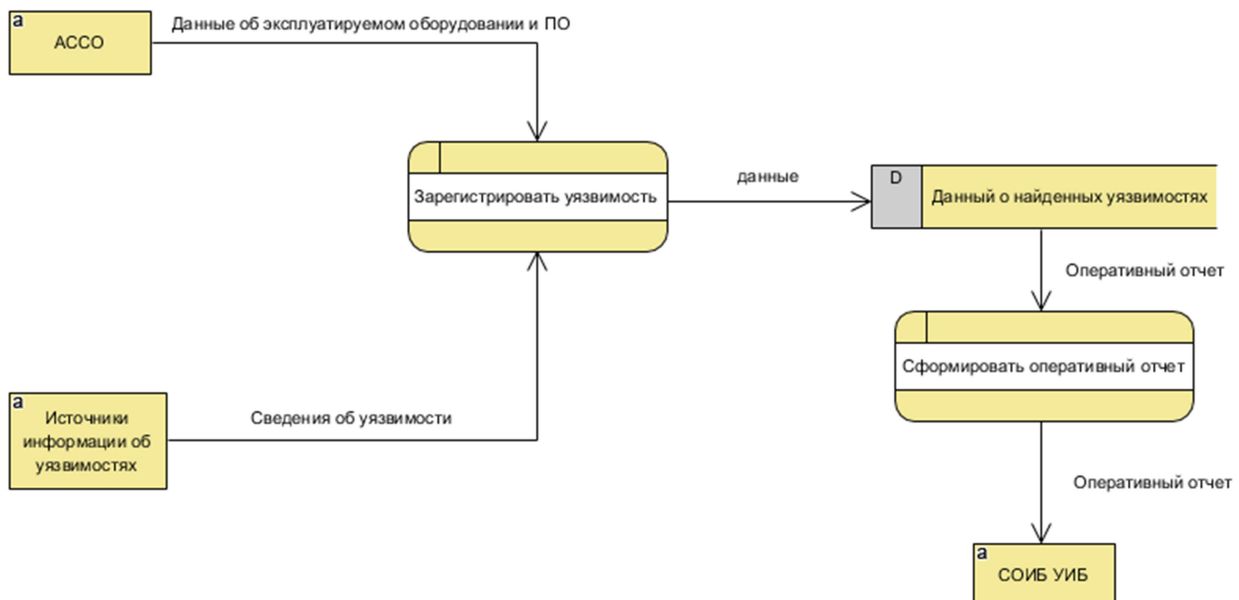 a
АССО
Данные об эксплуатируемом оборудовании и ПО
Зарегистрировать уязвимость
данные
D
Данный о найденных уязвимостях
Оперативный отчет
Сформировать оперативный отчет
a
Источники
информации об
уязвимостях
Сведения об уязвимости
Оперативный отчет
a
СОИБ УИБ